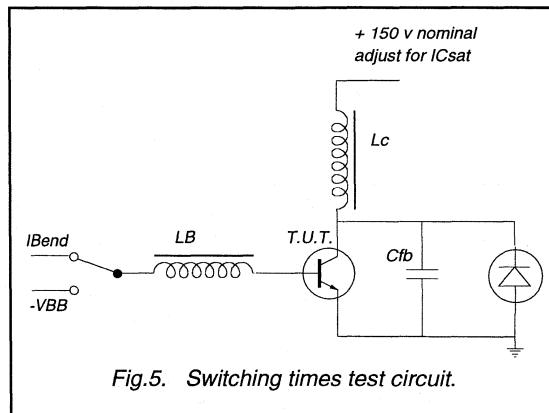 + 150 v nominal
adjust for ICsat
Lc
IBend
LB
T.U.T.
Cfb
-VBB
Fig.5. Switching times test circuit.